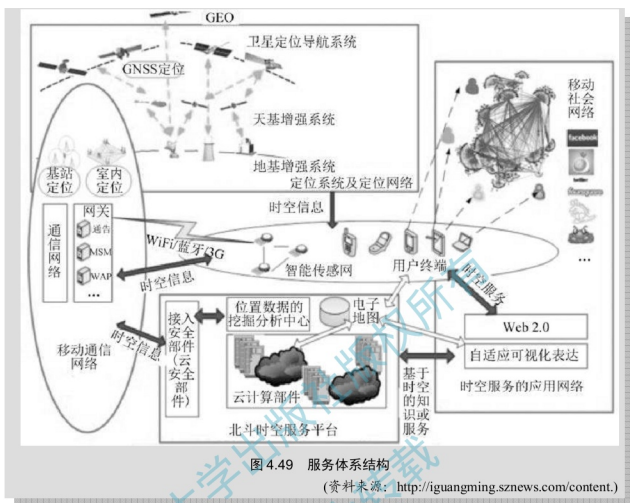 GEO
卫星定位导航系统
GNSS定位
天基增强系统
地基增强系统
定位系统及定位网络
移动
社会
网络
facebook
twitter
foursquare
...
基站
定位
室内
定位
通信网络
网关
通告
MSM
WAP
...
移动通信
网络
时空信息
WiFi/蓝牙/3G
时空信息
时空信息
智能传感网
用户终端
时空服务
接入
安全
部件
(云
安全
部件)
位置数据的
挖掘分析中心
电子
地图
云计算部件
北斗时空服务平台
基于
时空
的知
识或
服务
Web 2.0
自适应可视化表达
时空服务的应用网络
图 4.49 服务体系结构
(资料来源: http://iguangming.sznews.com/content.)